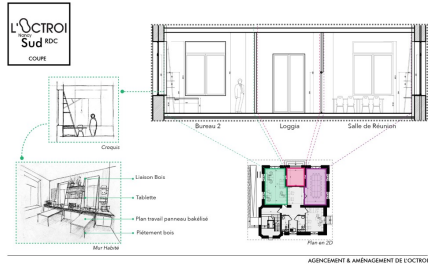 L'OCTROI
Nancy
Sud RDC
COUPE
Bureau 2
Loggia
Salle de Réunion
Croquis
Liaison Bois
Tablette
Plan travail panneau bakélisé
Piètement bois
Mur Habité
Plan en 2D
AGENCEMENT & AMÉNAGEMENT DE L'OCTROI